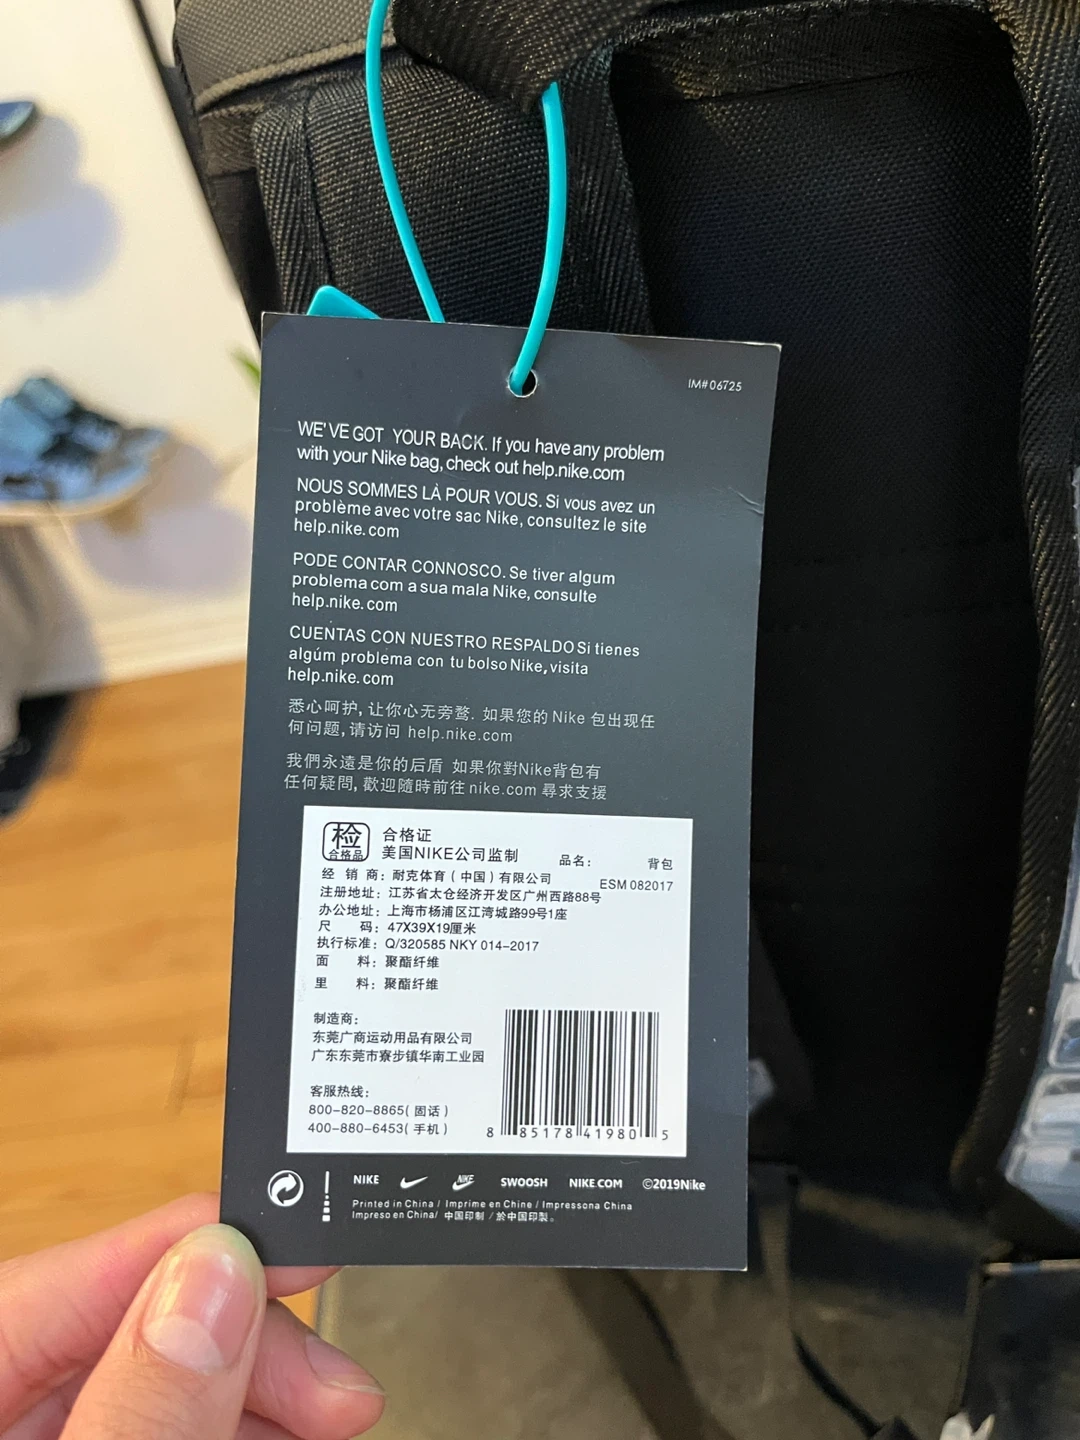 IM#06725
WE'VE GOT YOUR BACK. If you have any problem
with your Nike bag, check out help.nike.com
NOUS SOMMES LÀ POUR VOUS. Si vous avez un
problème avec votre sac Nike, consultez le site
help.nike.com
PODE CONTAR CONNOSCO. Se tiver algum
problema com a sua mala Nike, consulte
help.nike.com
CUENTAS CON NUESTRO RESPALDO Si tienes
algúm problema con tu bolso Nike, visita
help.nike.com
悉心呵护, 让你心无旁骛. 如果您的 Nike 包出现任
何问题, 请访问 help.nike.com
我們永遠是你的后盾 如果你對Nike背包有
任何疑問, 歡迎隨時前往 nike.com 尋求支援
检
合格品
合格证
美国NIKE公司监制
品名: 背包
经 销 商: 耐克体育（中国）有限公司
ESM 082017
注册地址: 江苏省太仓经济开发区广州西路88号
办公地址: 上海市杨浦区江湾城路99号1座
尺 码: 47X39X19厘米
执行标准: Q/320585 NKY 014-2017
面 料: 聚酯纤维
里 料: 聚酯纤维
制造商:
东莞广商运动用品有限公司
广东东莞市寮步镇华南工业园
客服热线:
800-820-8865( 固话 )
400-880-6453( 手机 )
8 85178 41980 5
NIKE NIKE SWOOSH NIKE.COM ©2019Nike
Printed in China / Imprime en Chine / Impressona China
Impreso en China/ 中国印制 / 於中国印製。